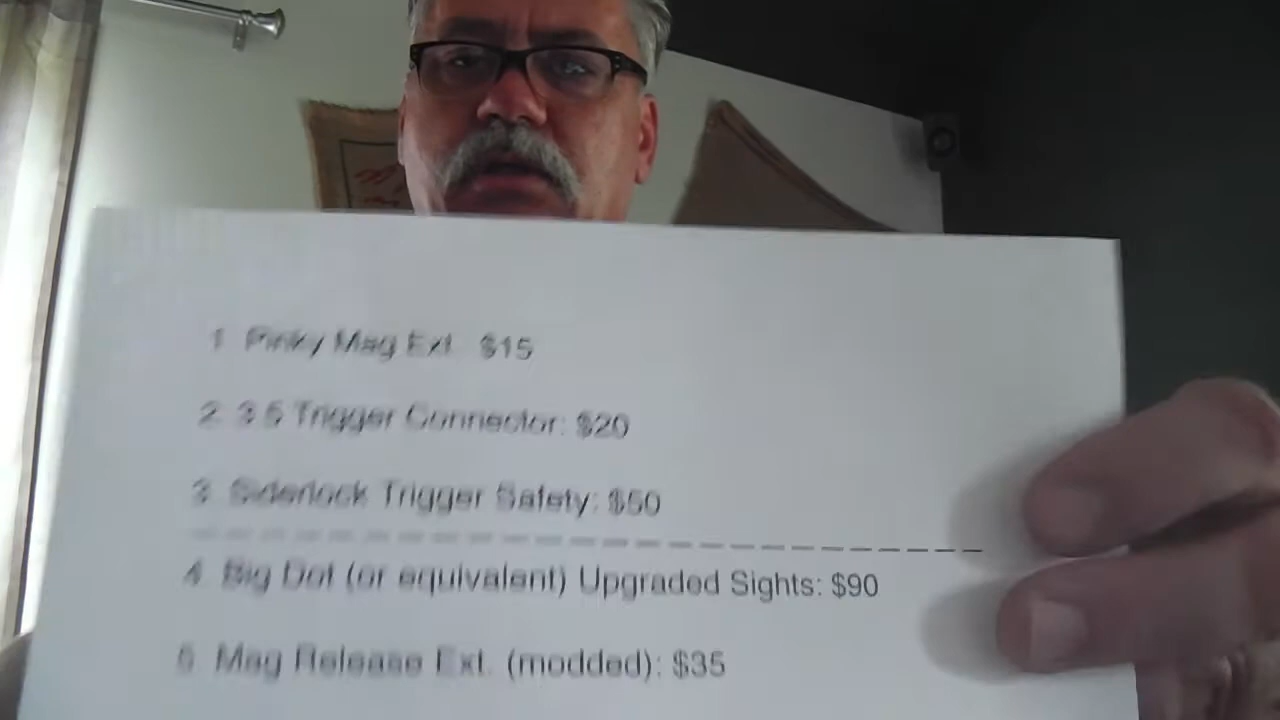 1 Pinky Mag Ext. $15
2 3.5 Trigger Connector: $20
3 Siderlock Trigger Safety: $50
4 Big Dot (or equivalent) Upgraded Sights: $90
5 Mag Release Ext. (modded): $35